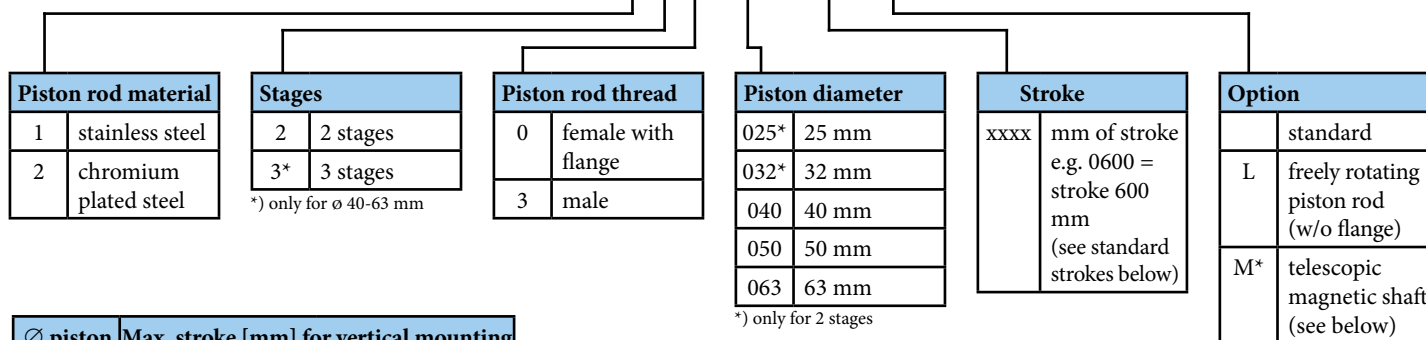 Piston rod material
1 stainless steel
2 chromium
plated steel
Stages
2 2 stages
3* 3 stages
*) only for ø 40-63 mm
Piston rod thread
0 female with
flange
3 male
Piston diameter
025* 25 mm
032* 32 mm
040 40 mm
050 50 mm
063 63 mm
*) only for 2 stages
Stroke
xxxx mm of stroke
e.g. 0600 =
stroke 600
mm
(see standard
strokes below)
Option
standard
L freely rotating
piston rod
(w/o flange)
M* telescopic
magnetic shaft
(see below)
∅ piston Max. stroke [mm] for vertical mounting